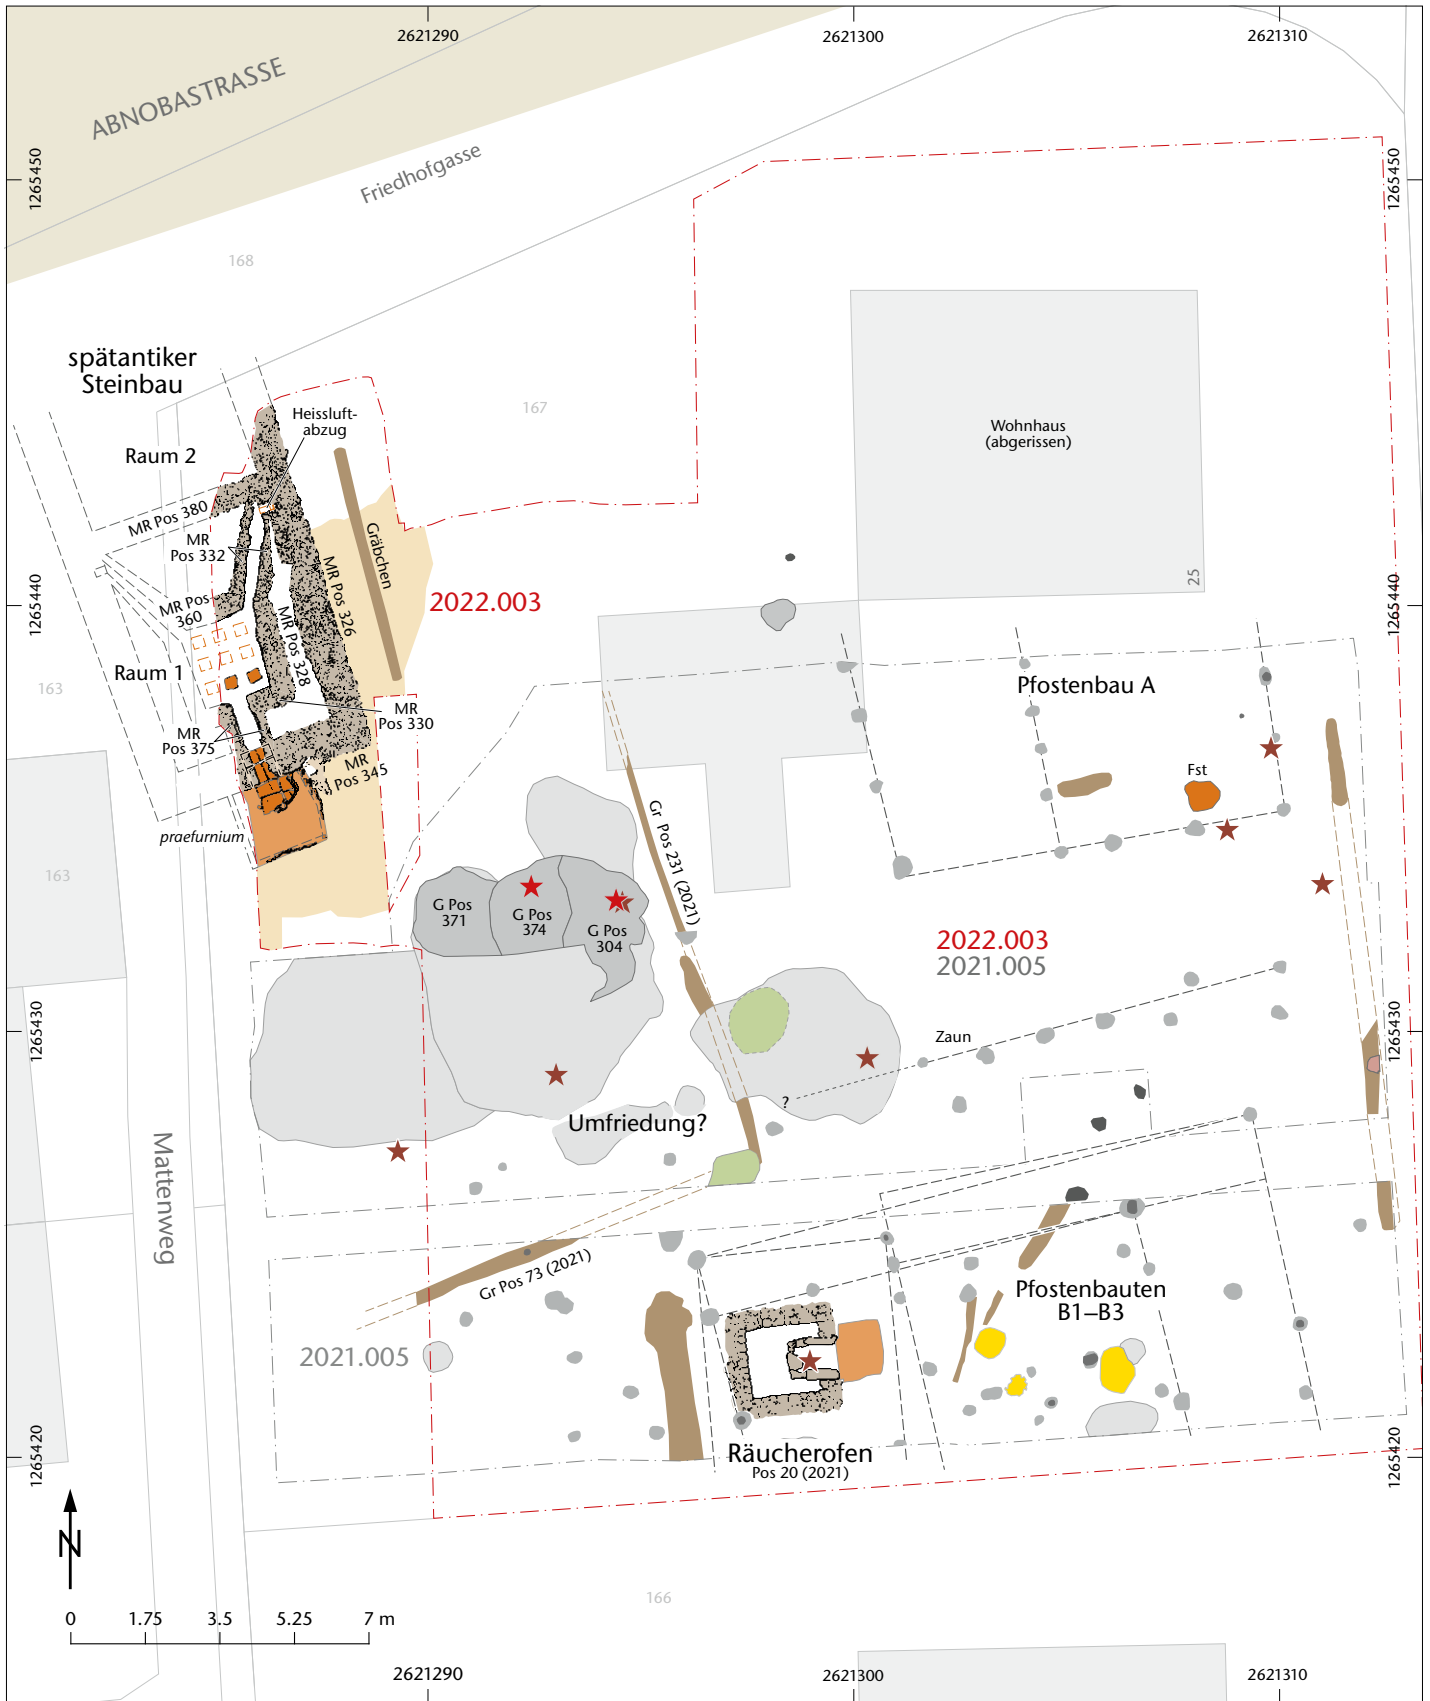 2621290
2621300
2621310
ABNOBASTRASSE
Friedhofgasse
1265450
1265450
168
spätantiker
Steinbau
Heissluft-
abzug
167
Wohnhaus
(abgerissen)
Raum 2
MR Pos 380
MR
Pos 332
Gräbchen
MR Pos 326
25
1265440
1265440
2022.003
MR Pos
360
MR Pos 328
Raum 1
163
Pfostenbau A
MR
Pos 330
MR
Pos 375
MR
Pos 345
Fst
praefurnium
Gr Pos 231 (2021)
163
G Pos
371
G Pos
374
G Pos
304
2022.003
2021.005
1265430
1265430
Zaun
?
Umfriedung?
Mattenweg
Gr Pos 73 (2021)
Pfostenbauten
B1–B3
2021.005
Räucherofen
Pos 20 (2021)
1265420
1265420
N
166
0 1.75 3.5 5.25 7 m
2621290
2621300
2621310